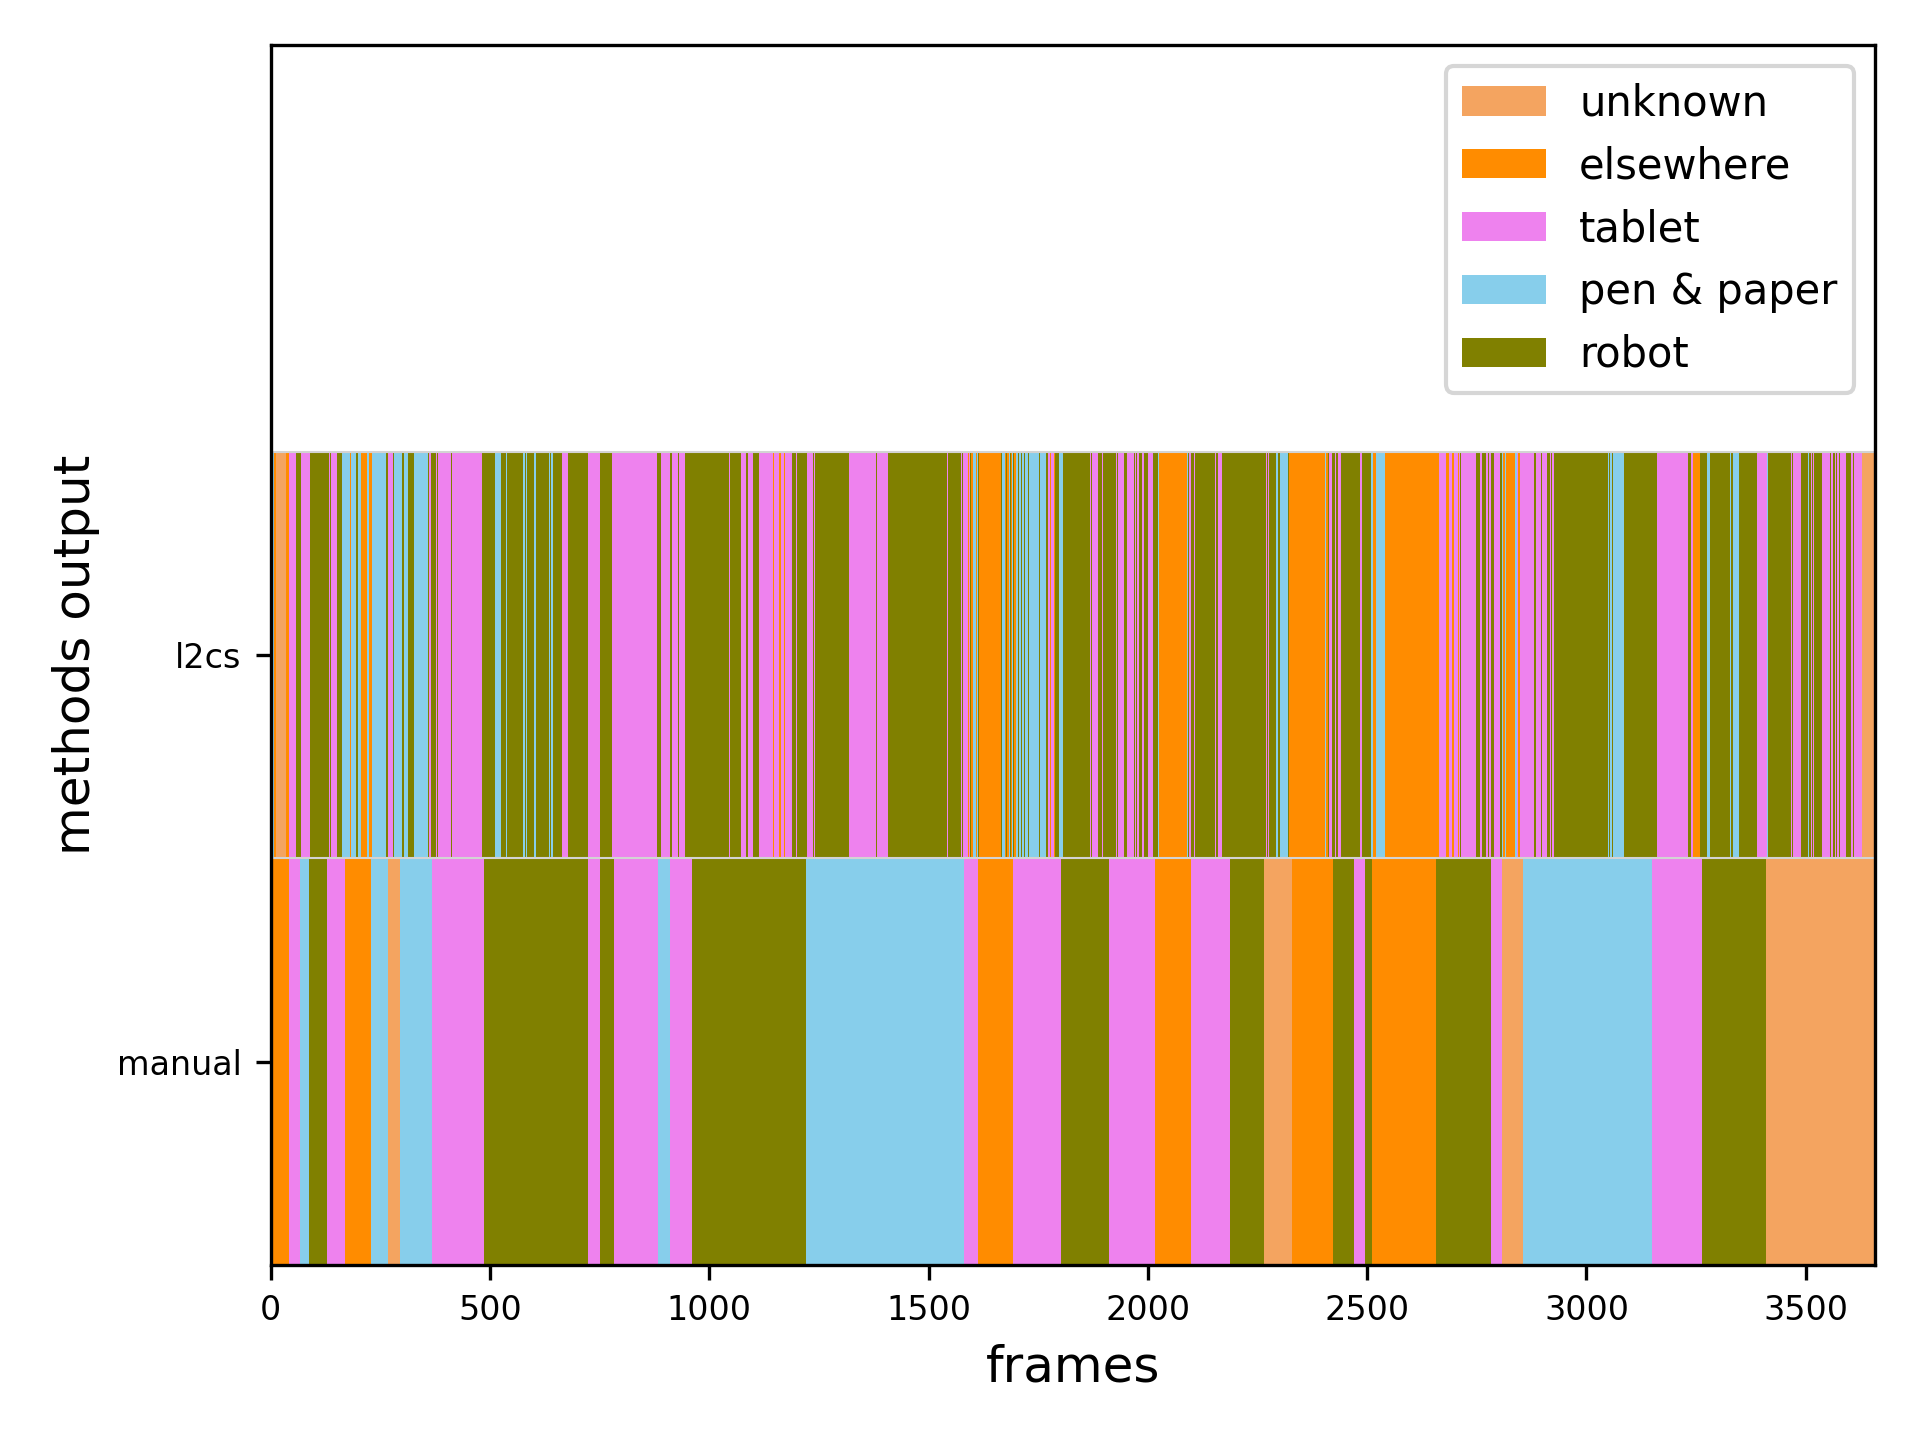 unknown
elsewhere
tablet
pen & paper
robot
methods output
l2cs
manual
0 500 1000 1500 2000 2500 3000 3500
frames